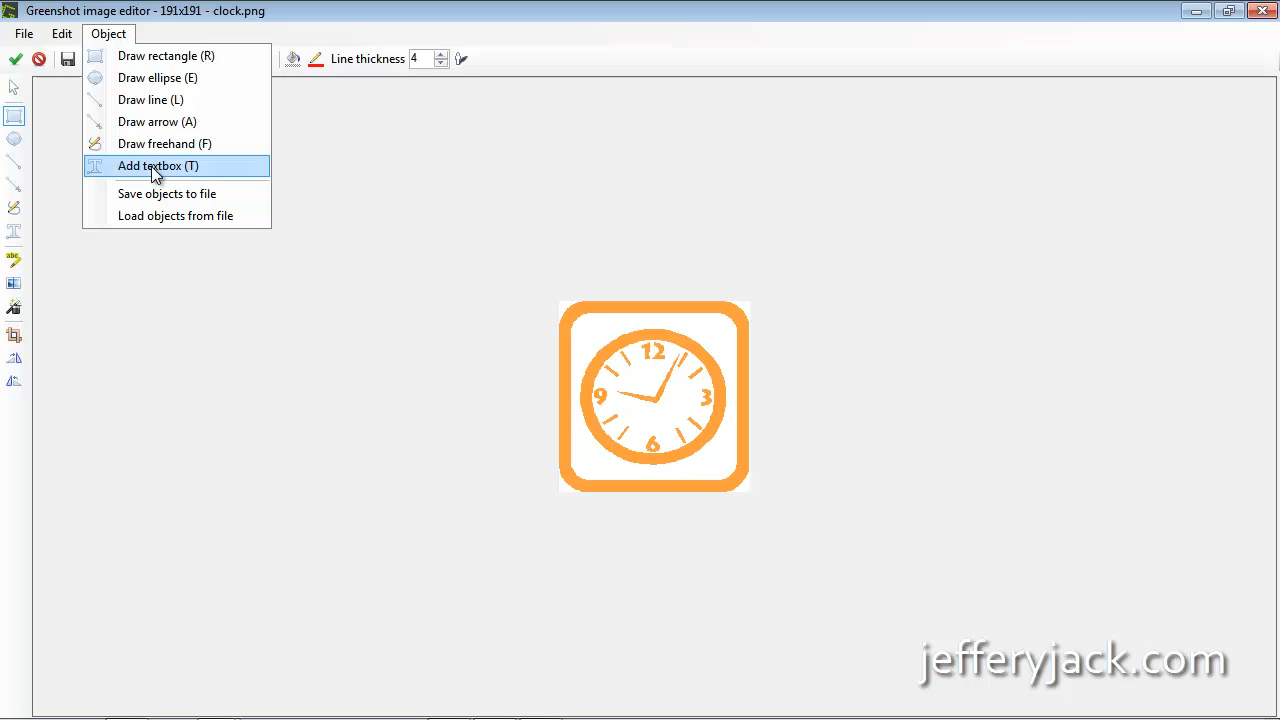 Greenshot image editor - 191x191 - clock.png
File Edit Object
Line thickness 4
Draw rectangle (R)
Draw ellipse (E)
Draw line (L)
Draw arrow (A)
Draw freehand (F)
Add textbox (T)
Save objects to file
Load objects from file
abc
12
9 3
6
jefferyjack.com